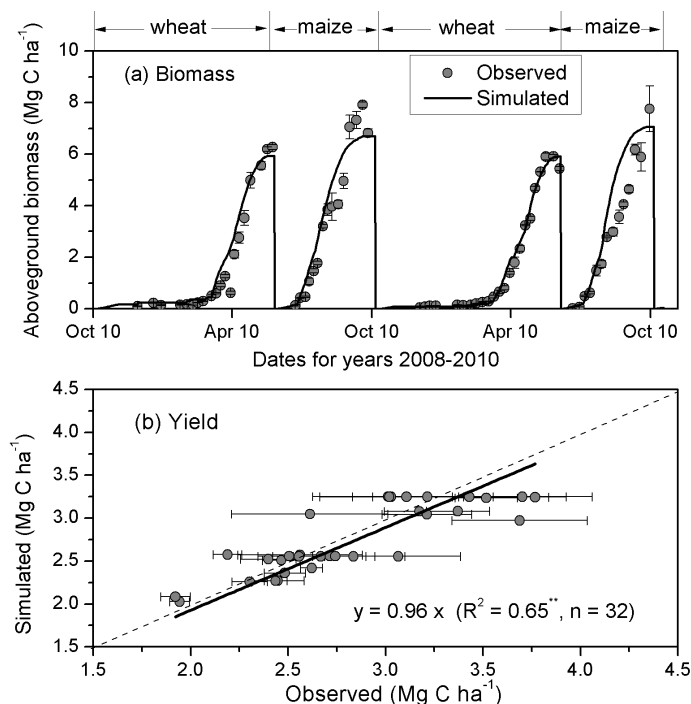 wheat maize wheat maize
(a) Biomass
Observed
Simulated
Aboveground biomass (Mg C ha⁻¹)
10
8
6
4
2
0
Oct 10 Apr 10 Oct 10 Apr 10 Oct 10
Dates for years 2008-2010
(b) Yield
Simulated (Mg C ha⁻¹)
4.5
4.0
3.5
3.0
2.5
2.0
1.5
y = 0.96 x (R² = 0.65**, n = 32)
1.5 2.0 2.5 3.0 3.5 4.0 4.5
Observed (Mg C ha⁻¹)